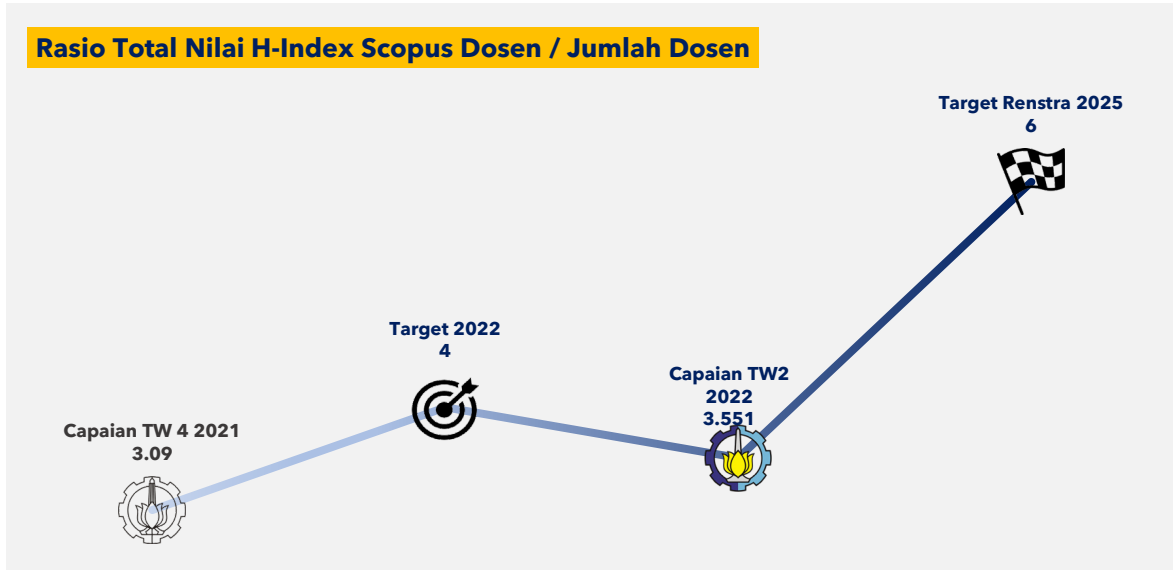 Rasio Total Nilai H-Index Scopus Dosen / Jumlah Dosen
Target Renstra 2025
6
Target 2022
4
Capaian TW2
2022
3.551
Capaian TW 4 2021
3.09